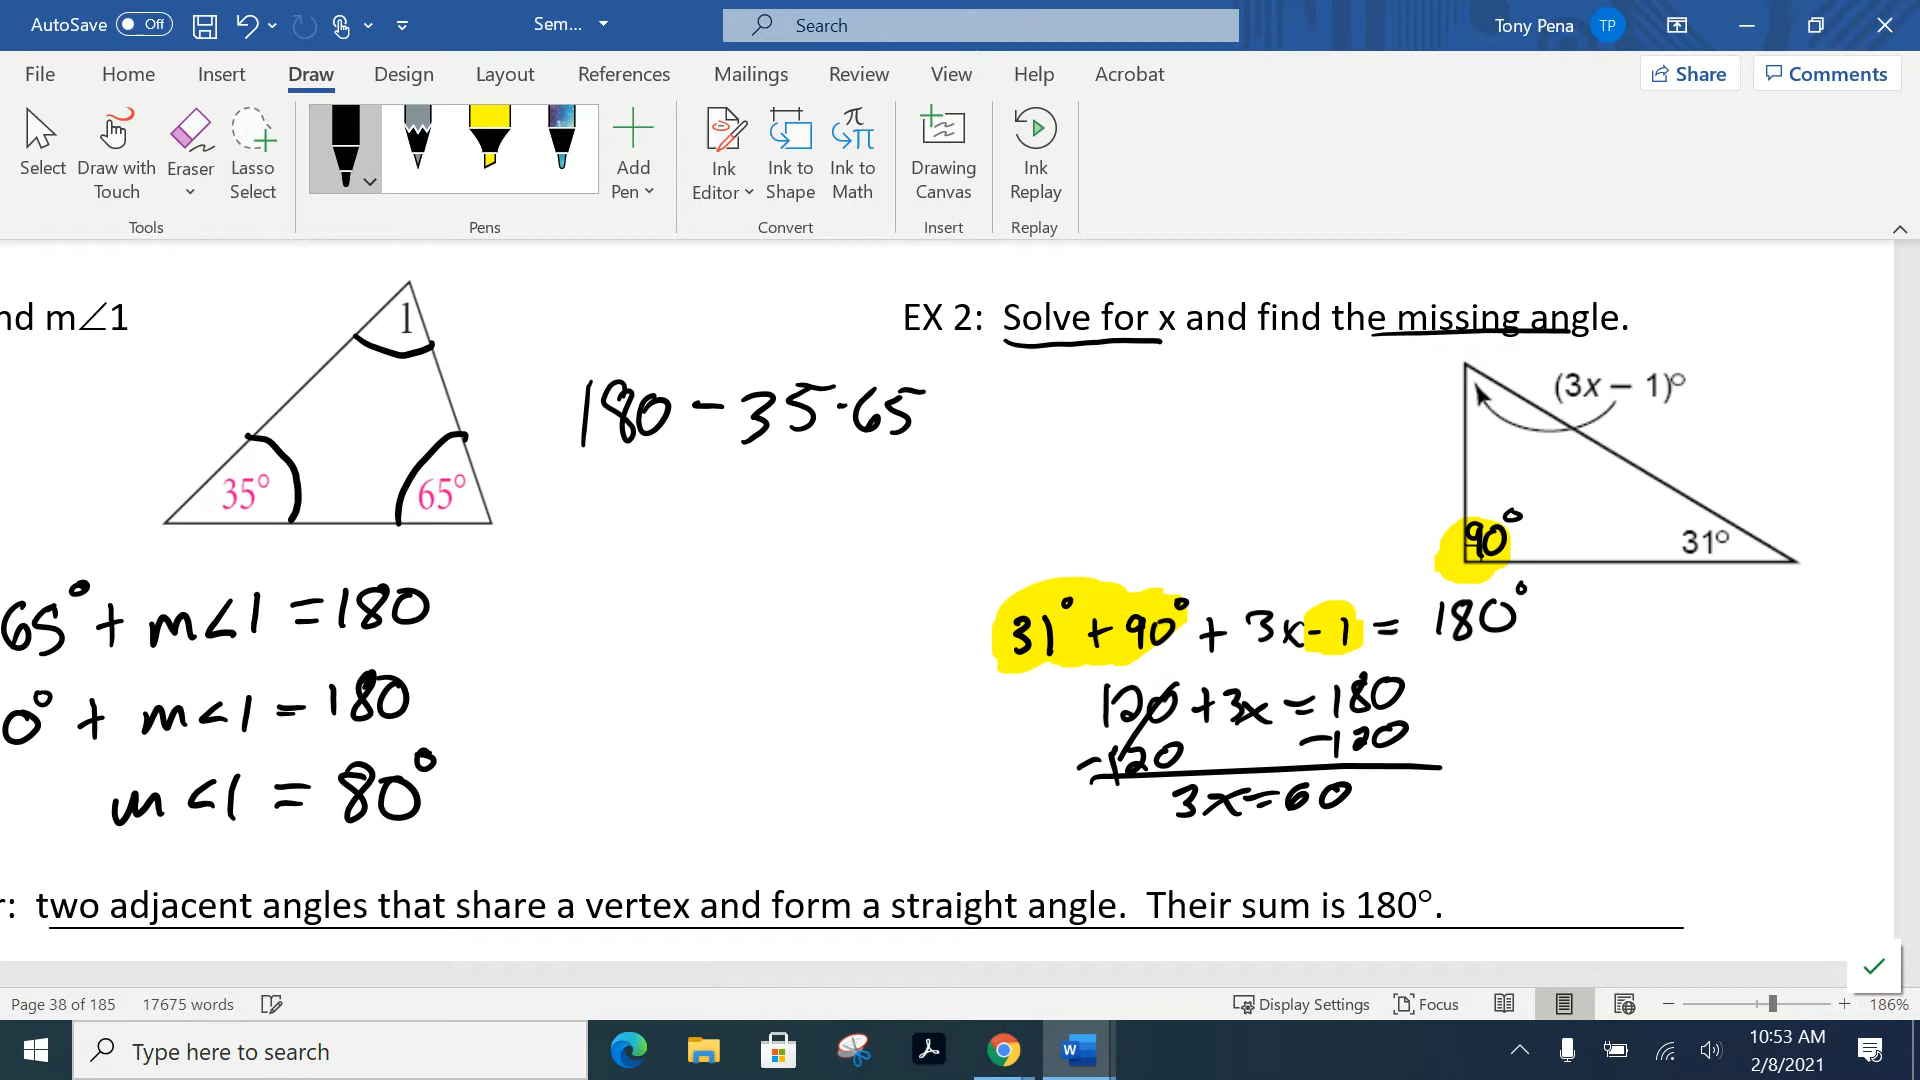 AutoSave Off
Sem...
Search
Tony Pena TP
File Home Insert Draw Design Layout References Mailings Review View Help Acrobat
Share Comments
Select
Draw with Touch
Eraser
Lasso Select
Add Pen
Ink Editor
Ink to Shape
Ink to Math
Drawing Canvas
Ink Replay
Tools Pens Convert Insert Replay
nd m∠1
1
35°
65°
180 - 35 - 65
65° + m<1 = 180
0° + m<1 = 180
m<1 = 80°
EX 2: Solve for x and find the missing angle.
(3x – 1)°
90°
31°
31° + 90° + 3x - 1 = 180°
120 + 3x = 180
-120 -120
3x = 60
r: two adjacent angles that share a vertex and form a straight angle. Their sum is 180°.
Page 38 of 185 17675 words Display Settings Focus 186%
Type here to search
10:53 AM
2/8/2021